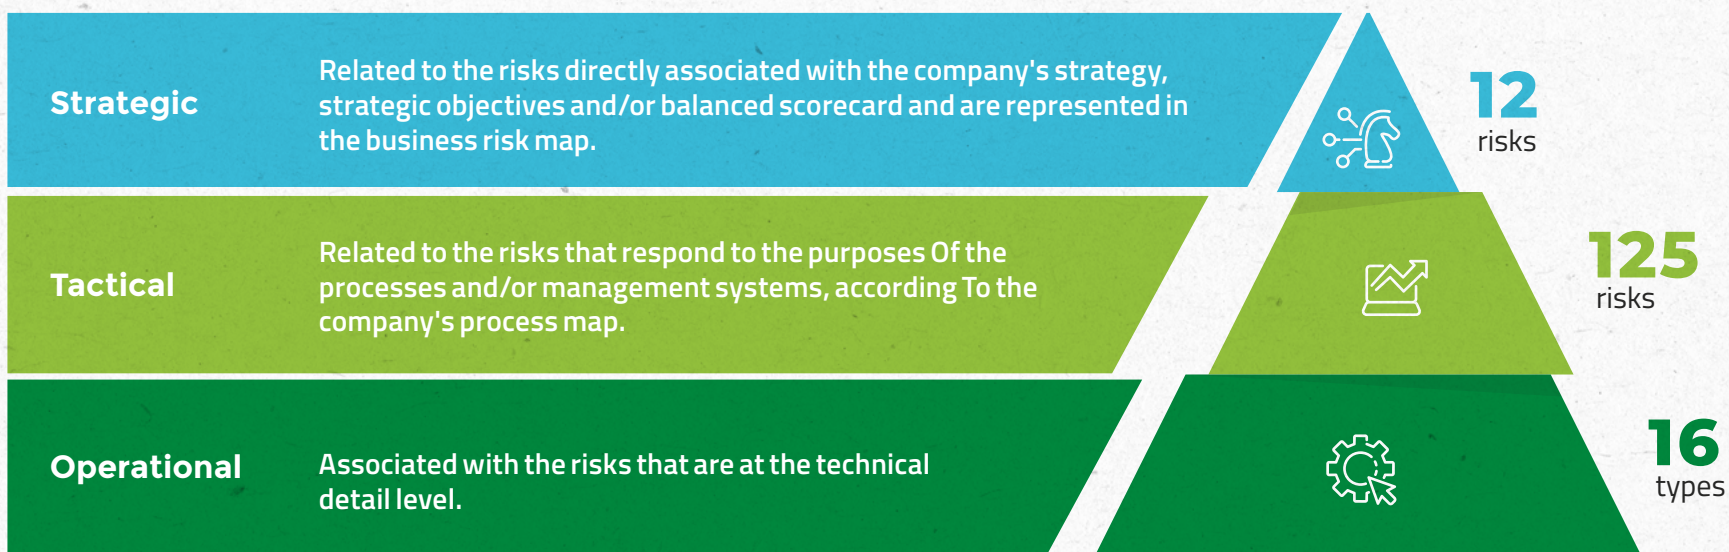 Strategic
Related to the risks directly associated with the company's strategy,
strategic objectives and/or balanced scorecard and are represented in
the business risk map.
12
risks
Tactical
Related to the risks that respond to the purposes Of the
processes and/or management systems, according To the
company's process map.
125
risks
Operational
Associated with the risks that are at the technical
detail level.
16
types